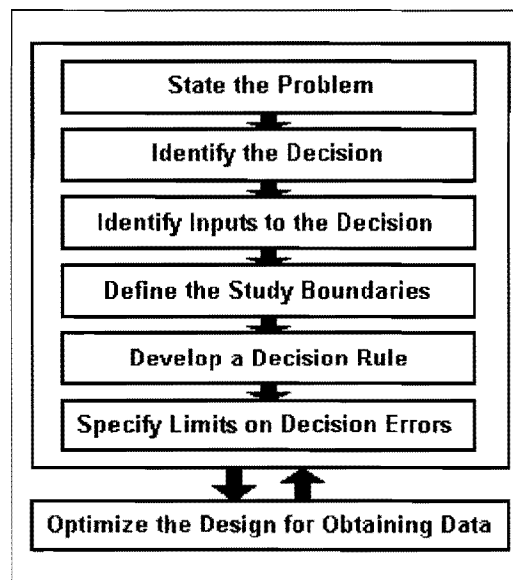 State the Problem
Identify the Decision
Identify Inputs to the Decision
Define the Study Boundaries
Develop a Decision Rule
Specify Limits on Decision Errors
Optimize the Design for Obtaining Data